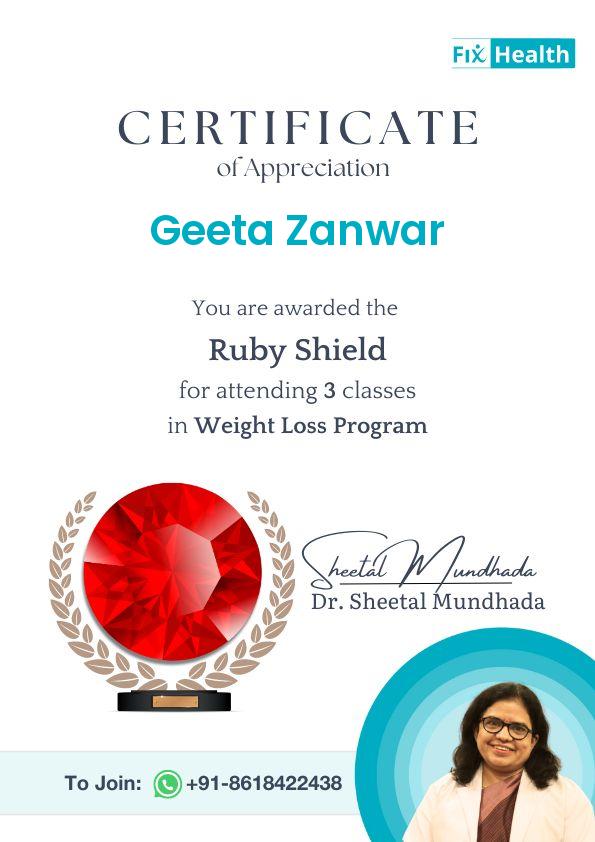 Fix Health
CERTIFICATE
of Appreciation
Geeta Zanwar
You are awarded the
Ruby Shield
for attending 3 classes
in Weight Loss Program
Sheetal Mundhada
Dr. Sheetal Mundhada
To Join: +91-8618422438